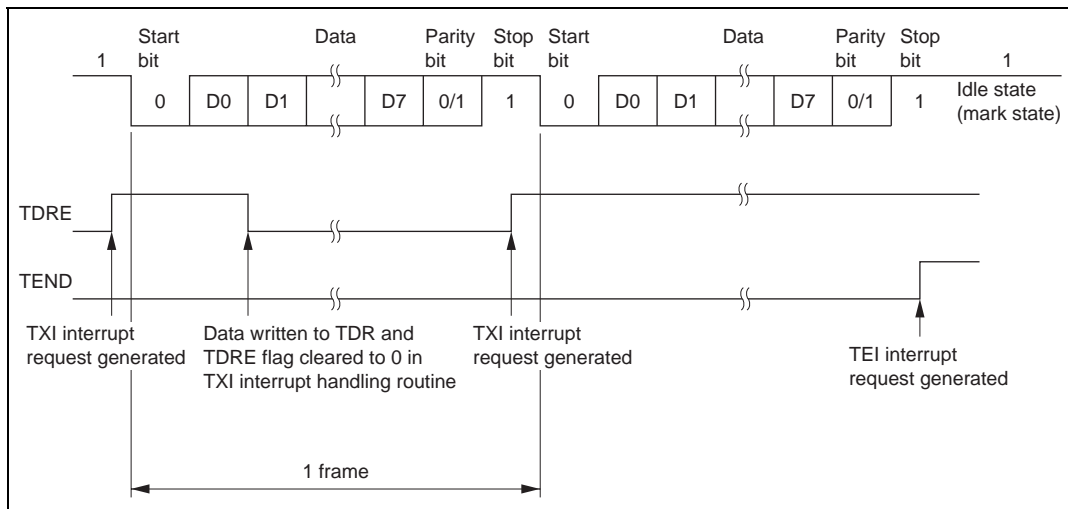 Start bit
Data
Parity bit
Stop bit
Start bit
Data
Parity bit
Stop bit
1
1
0
D0
D1
D7
0/1
1
0
D0
D1
D7
0/1
1
Idle state
(mark state)
TDRE
TEND
TXI interrupt
request generated
Data written to TDR and
TDRE flag cleared to 0 in
TXI interrupt handling routine
TXI interrupt
request generated
TEI interrupt
request generated
1 frame